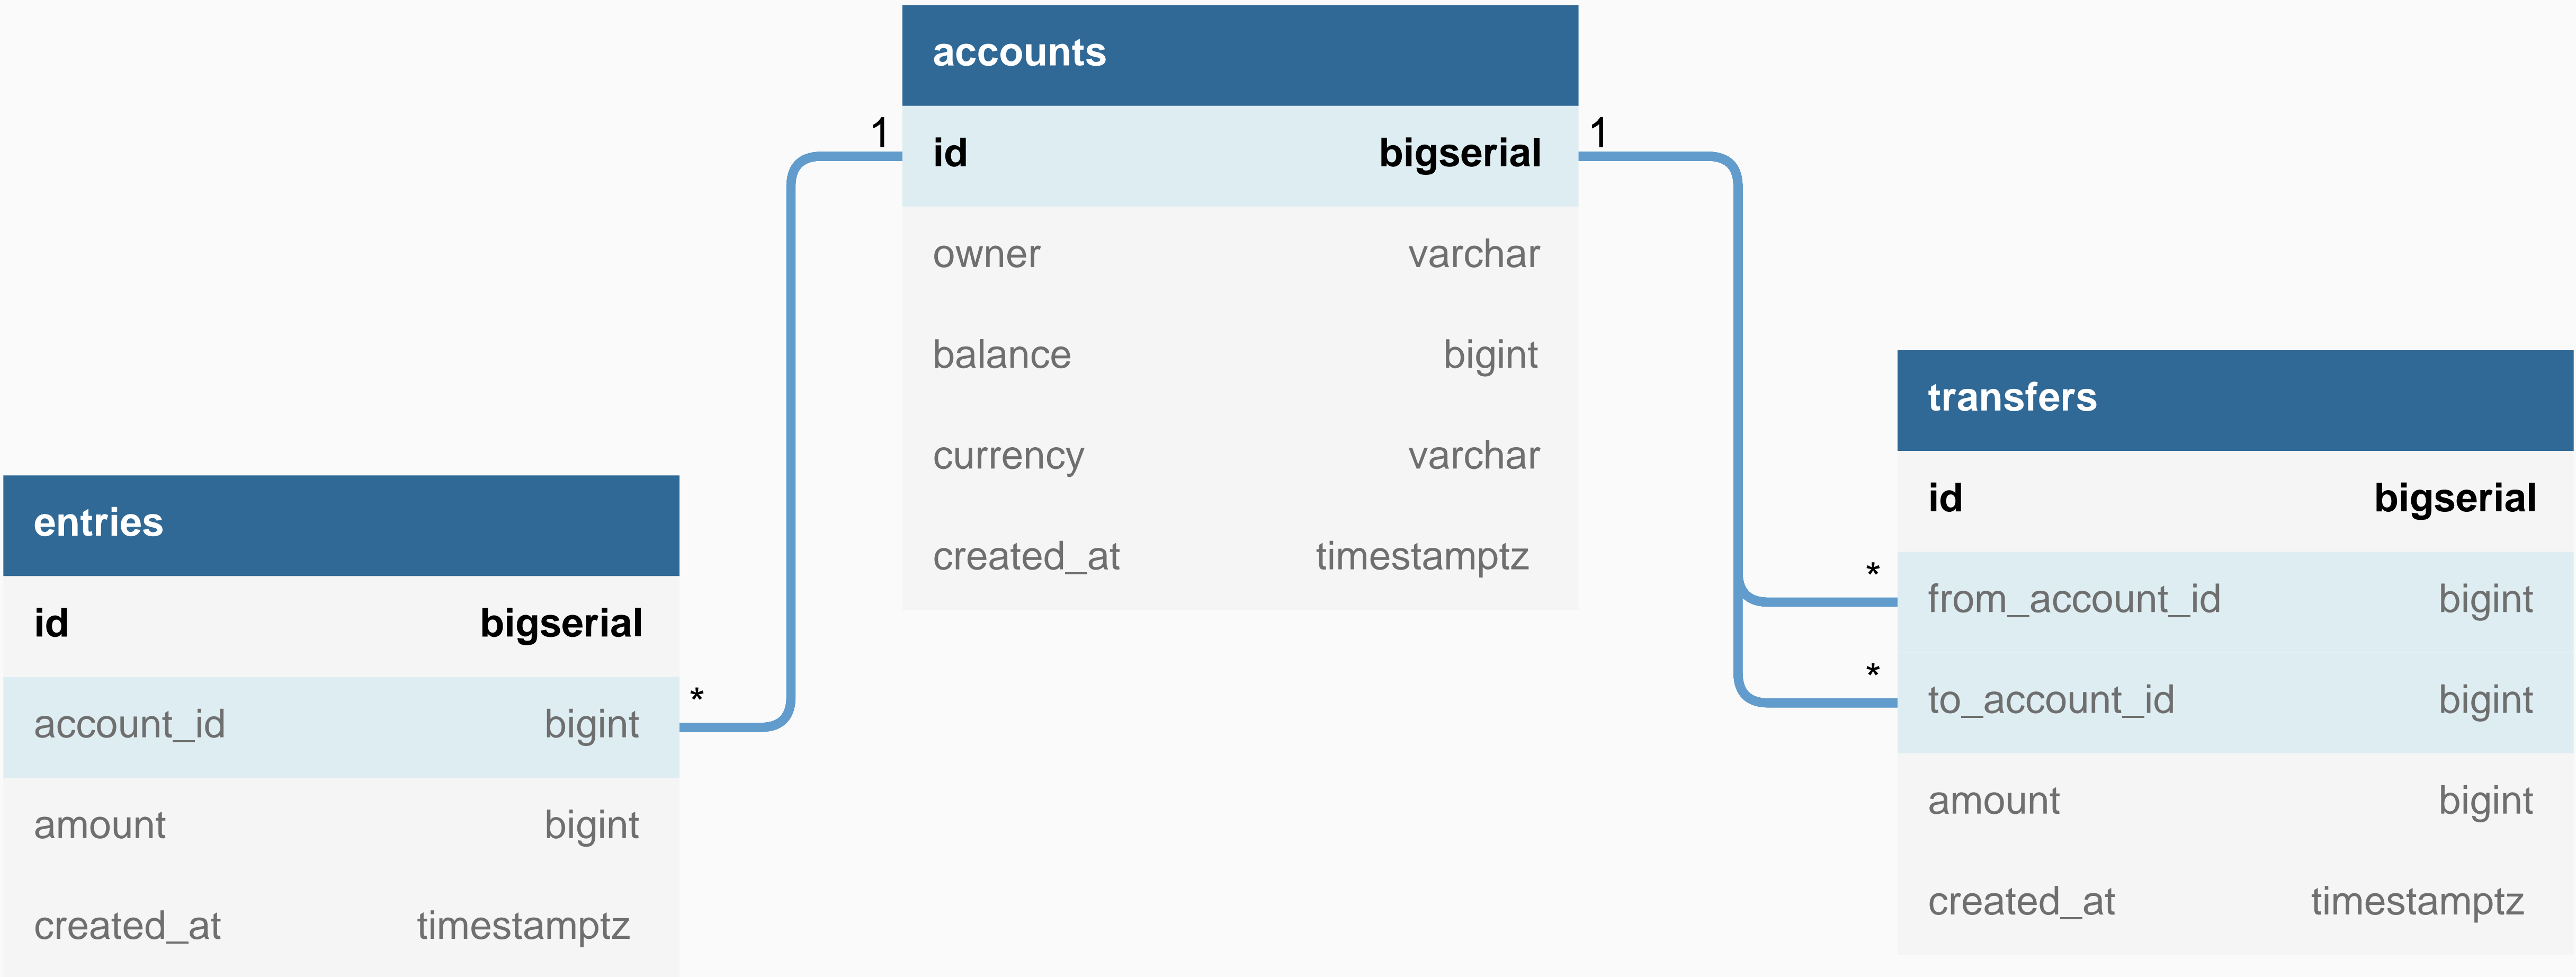 accounts
1
id bigserial
1
owner varchar
balance bigint
currency varchar
created_at timestamptz
entries
id bigserial
*
account_id bigint
amount bigint
created_at timestamptz
transfers
id bigserial
*
from_account_id bigint
*
to_account_id bigint
amount bigint
created_at timestamptz